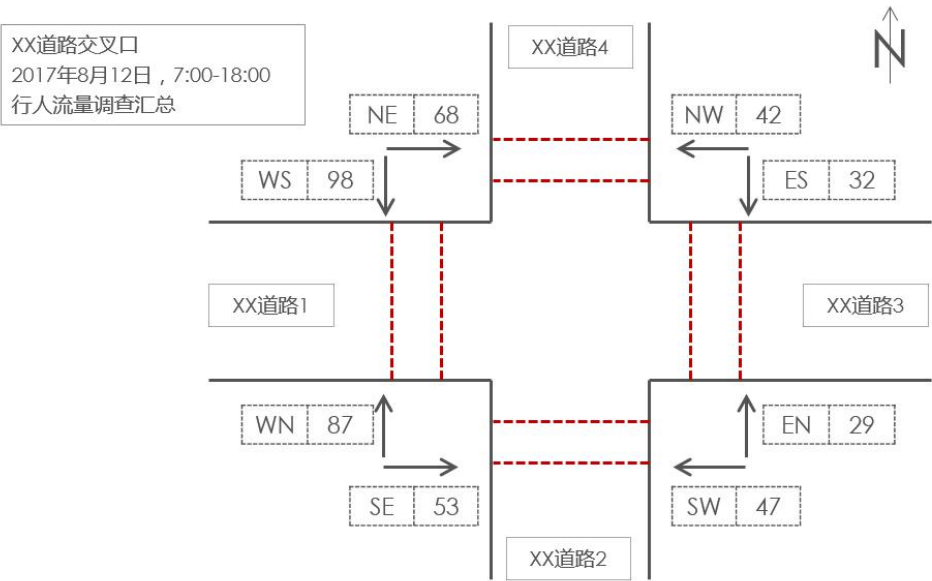 XX道路交叉口
2017年8月12日，7:00-18:00
行人流量调查汇总
XX道路4
N
NE 68
NW 42
WS 98
ES 32
XX道路1
XX道路3
WN 87
EN 29
SE 53
SW 47
XX道路2